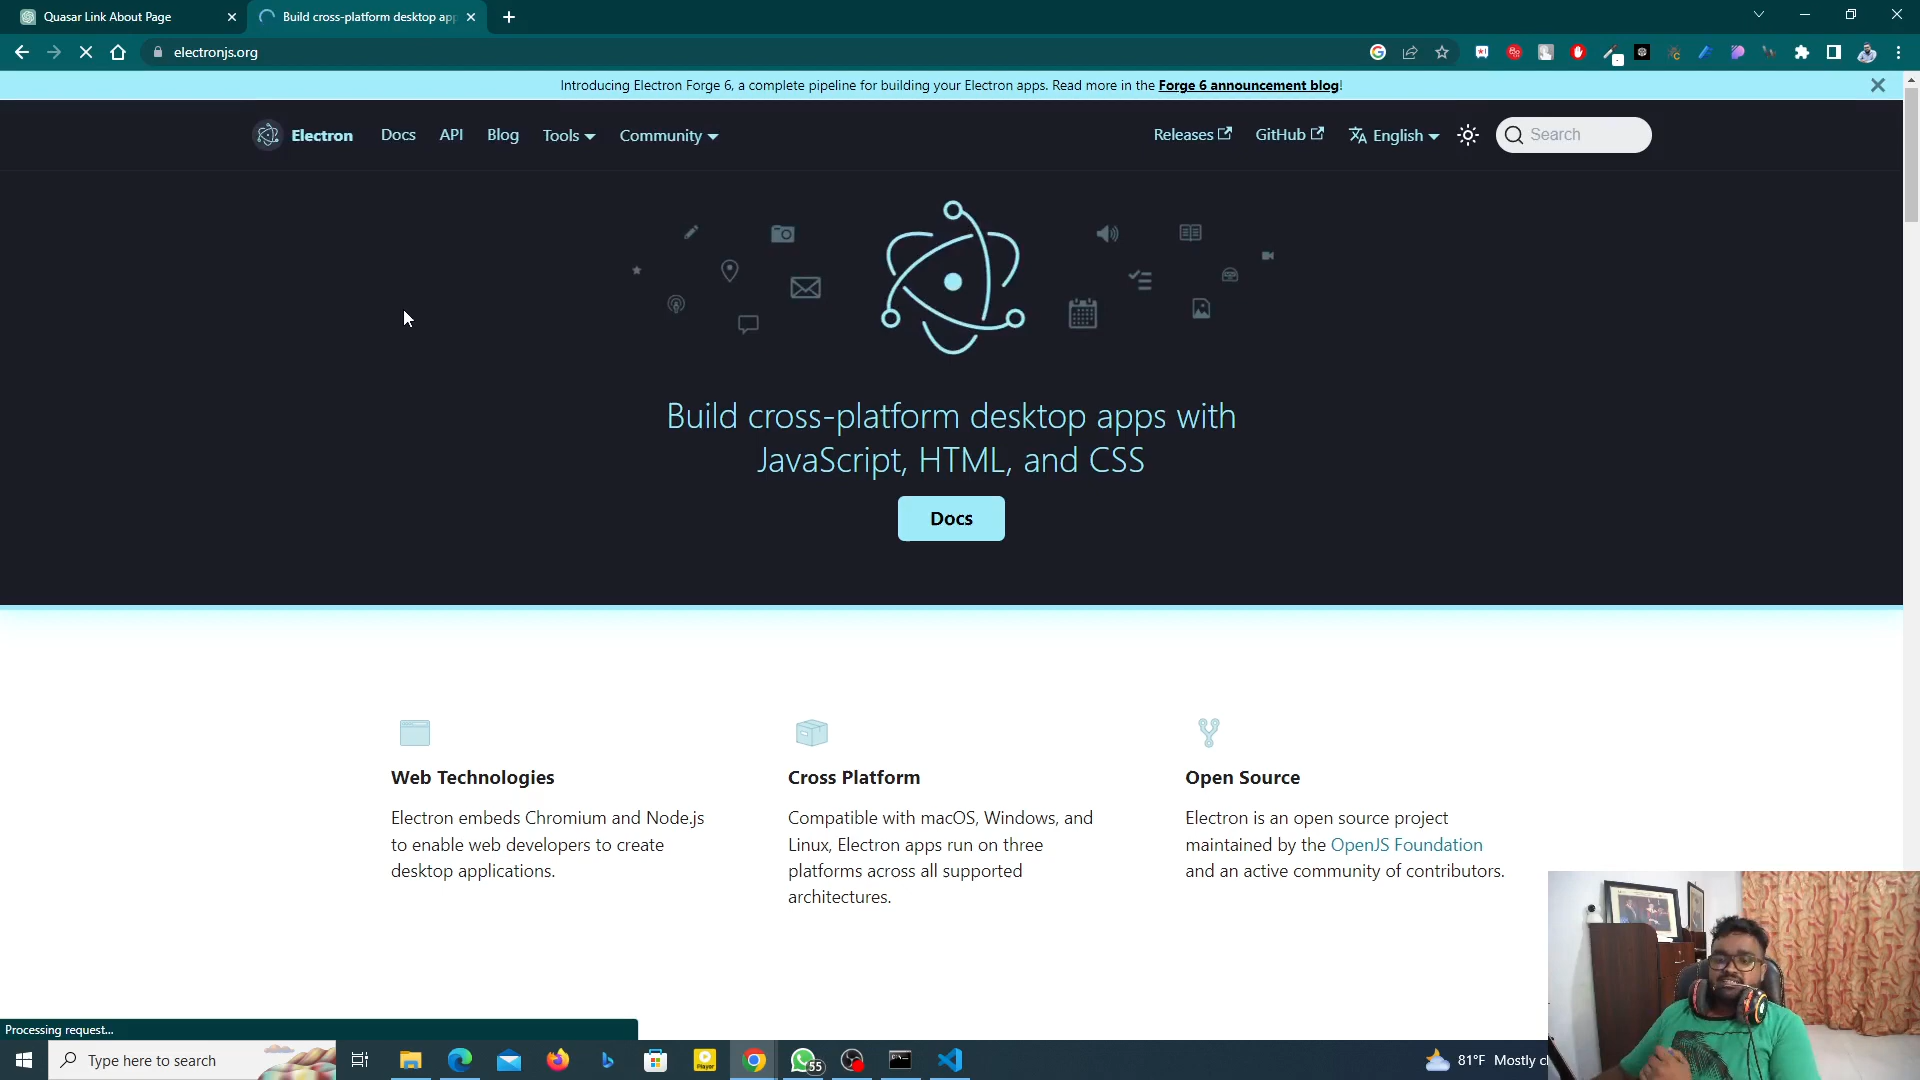 Quasar Link About Page
Build cross-platform desktop app
electronjs.org
Introducing Electron Forge 6, a complete pipeline for building your Electron apps. Read more in the Forge 6 announcement blog!
Electron
Docs
API
Blog
Tools
Community
Releases
GitHub
English
Search
Build cross-platform desktop apps with
JavaScript, HTML, and CSS
Docs
Web Technologies
Electron embeds Chromium and Node.js
to enable web developers to create
desktop applications.
Cross Platform
Compatible with macOS, Windows, and
Linux, Electron apps run on three
platforms across all supported
architectures.
Open Source
Electron is an open source project
maintained by the OpenJS Foundation
and an active community of contributors.
Processing request...
Type here to search
Player
55
81°F Mostly cl